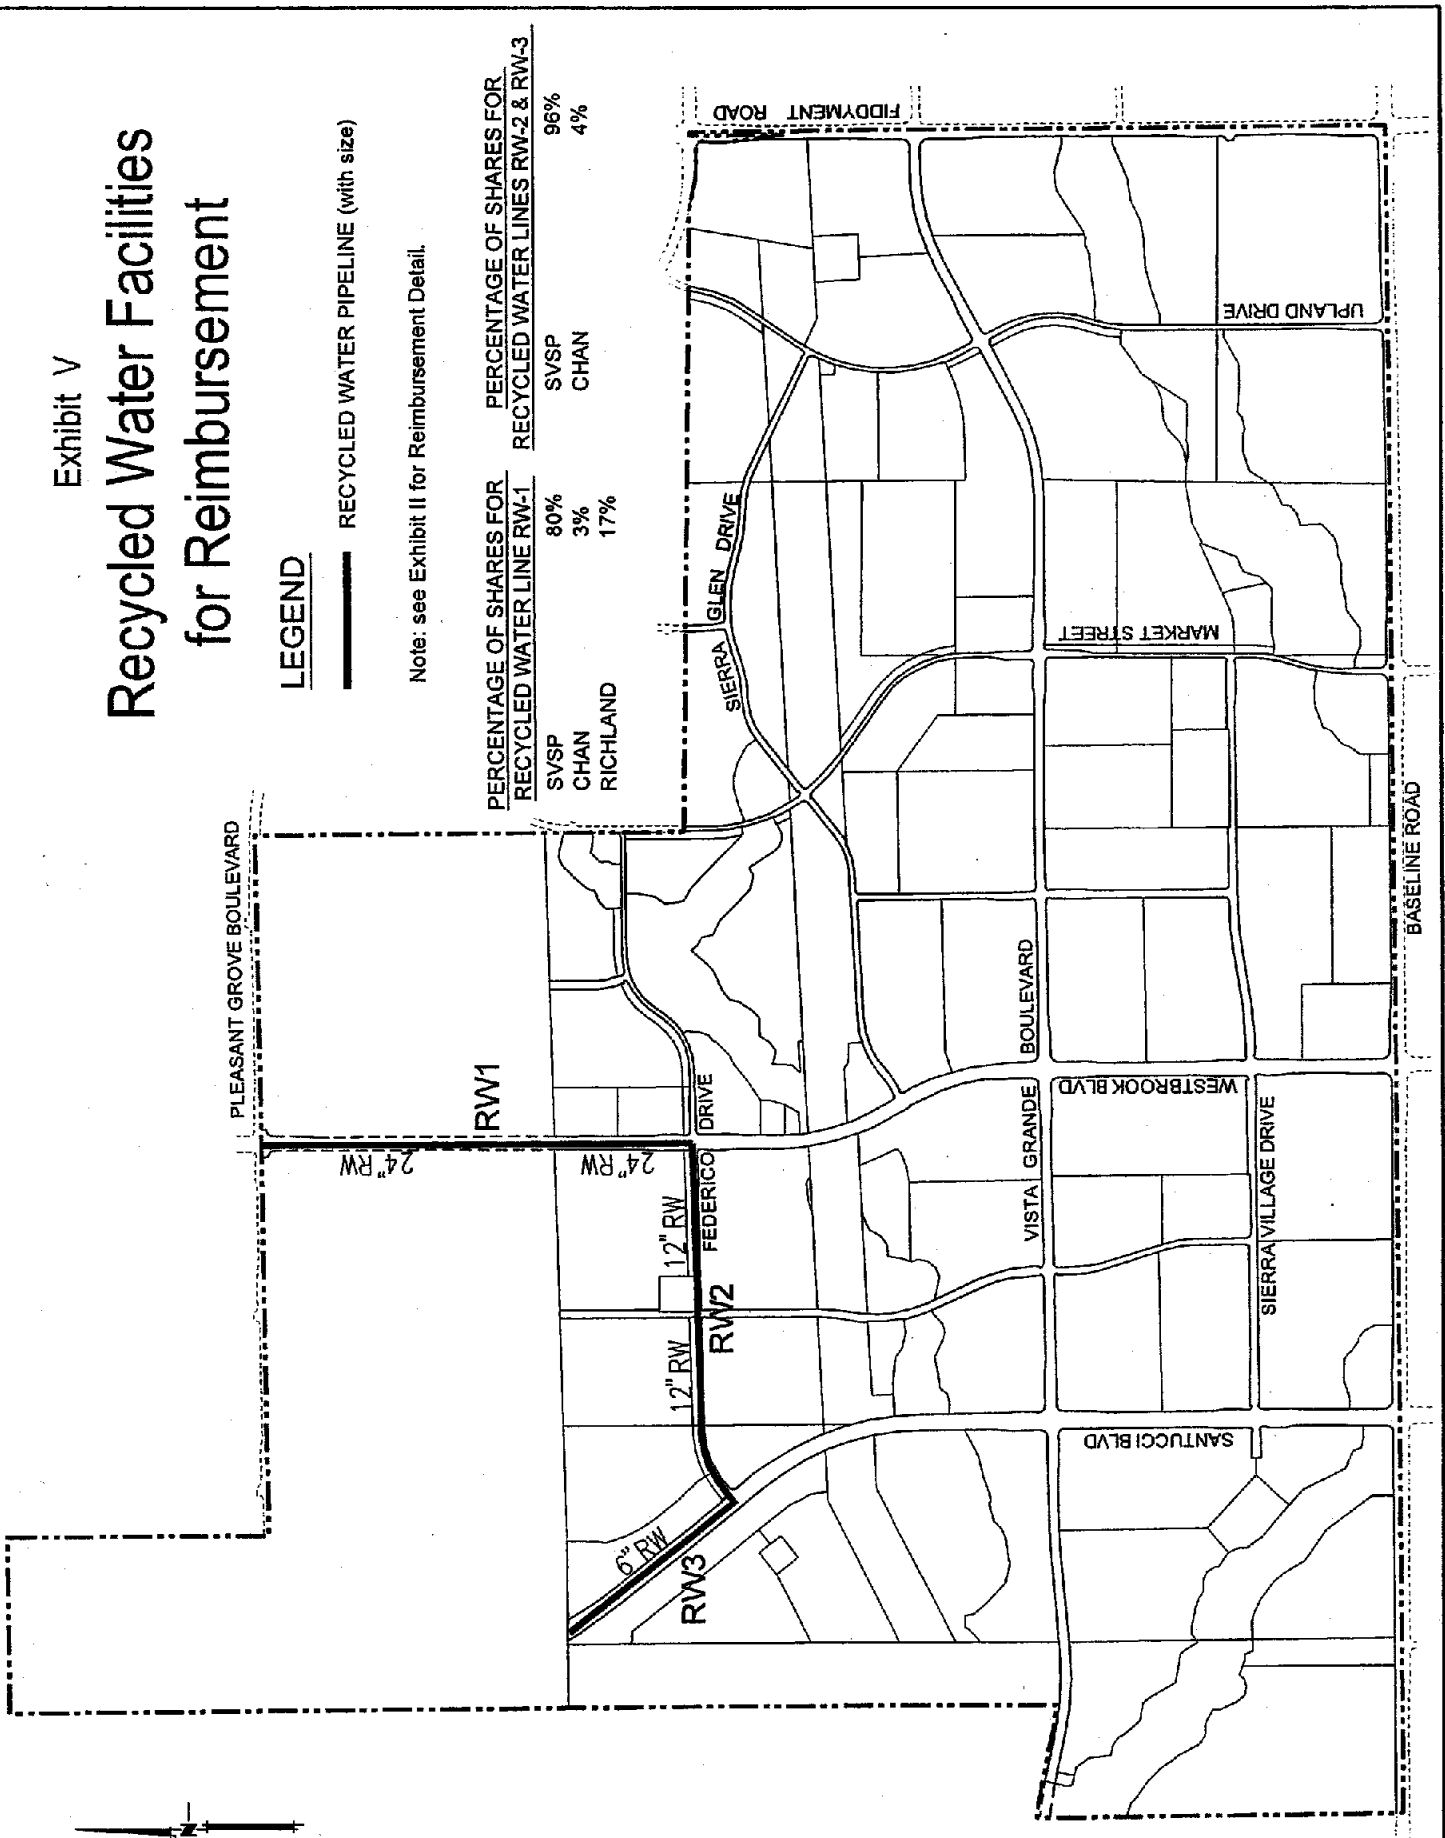 Exhibit V
Recycled Water Facilities
for Reimbursement
LEGEND
RECYCLED WATER PIPELINE (with size)
Note: see Exhibit II for Reimbursement Detail.
PERCENTAGE OF SHARES FOR
RECYCLED WATER LINE RW-1
SVSP 80%
CHAN 3%
RICHLAND 17%
PERCENTAGE OF SHARES FOR
RECYCLED WATER LINES RW-2 & RW-3
SVSP 96%
CHAN 4%
PLEASANT GROVE BOULEVARD
RW1
24" RW
24" RW
12" RW
FEDERICO DRIVE
RW2
12" RW
6" RW
RW3
SIERRA GLEN DRIVE
FIDDYMENT ROAD
UPLAND DRIVE
MARKET STREET
VISTA GRANDE BOULEVARD
WESTBROOK BLVD
SIERRA VILLAGE DRIVE
SANTUCCI BLVD
BASELINE ROAD
N